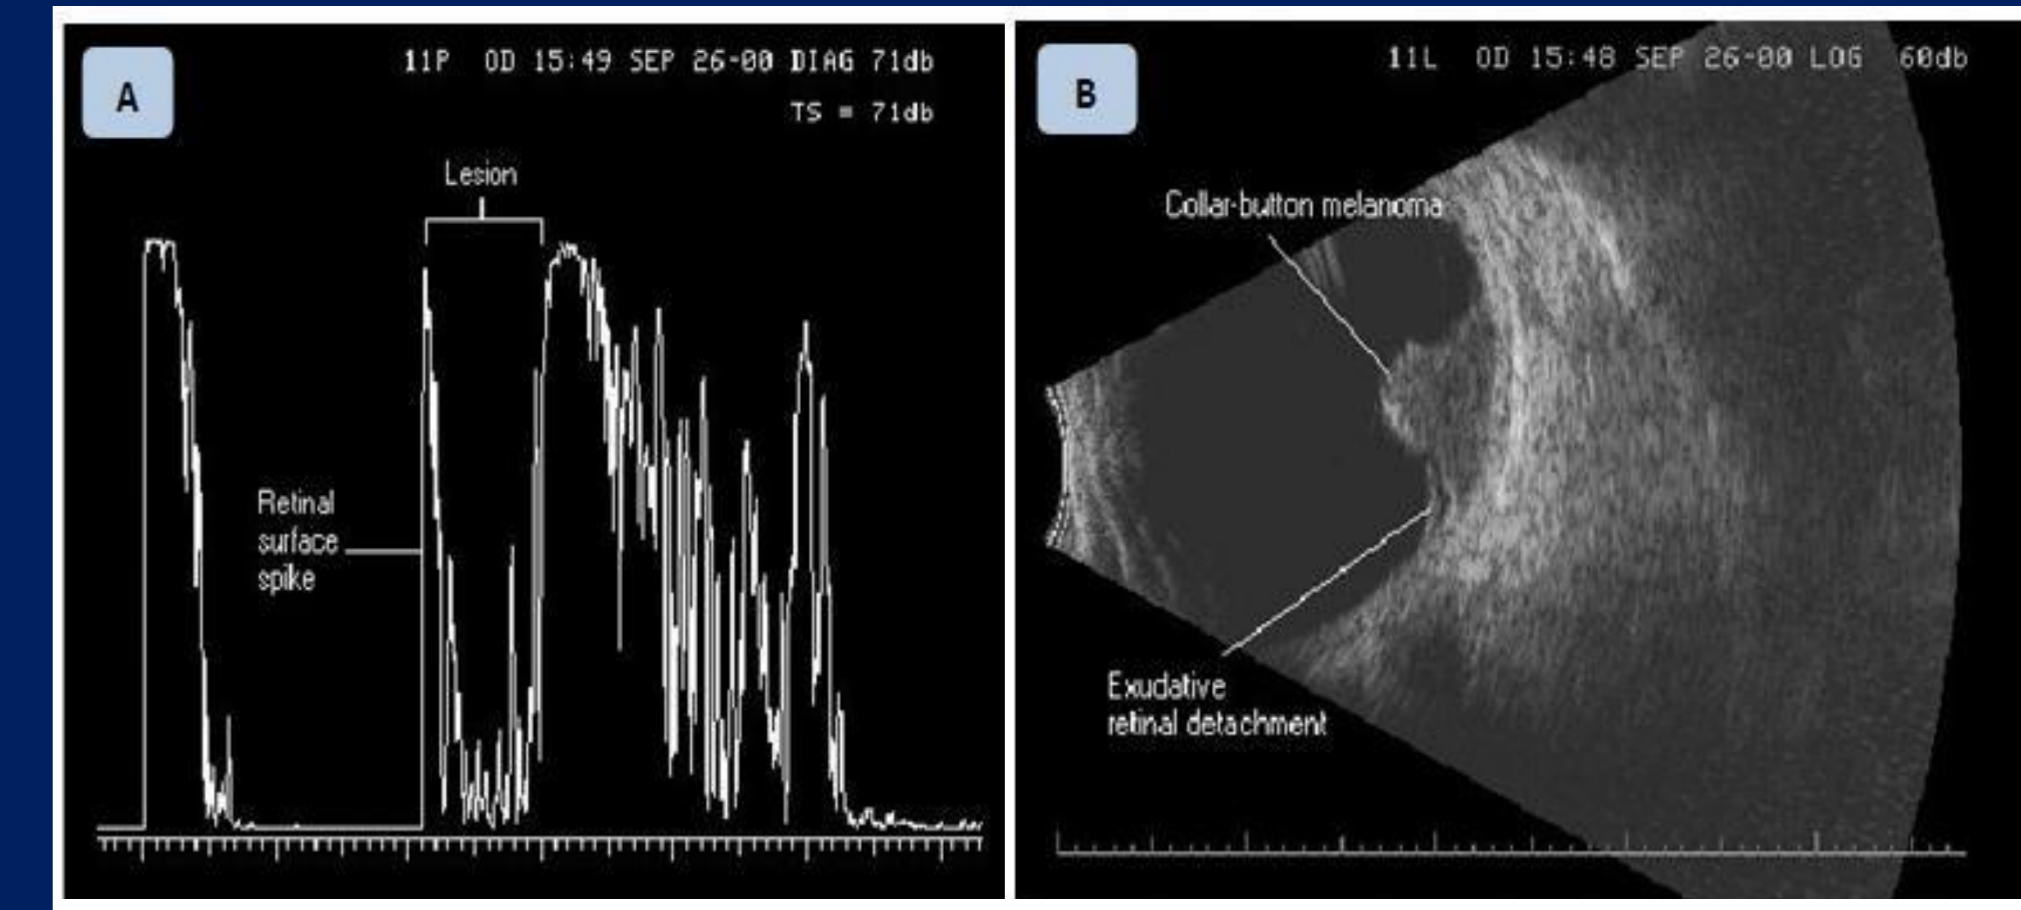 A
11P OD 15:49 SEP 26-00 DIAG 71db
TS = 71db
Lesion
Retinal
surface
spike
B
11L OD 15:48 SEP 26-00 LOG 60db
Collar-button melanoma
Exudative
retinal detachment